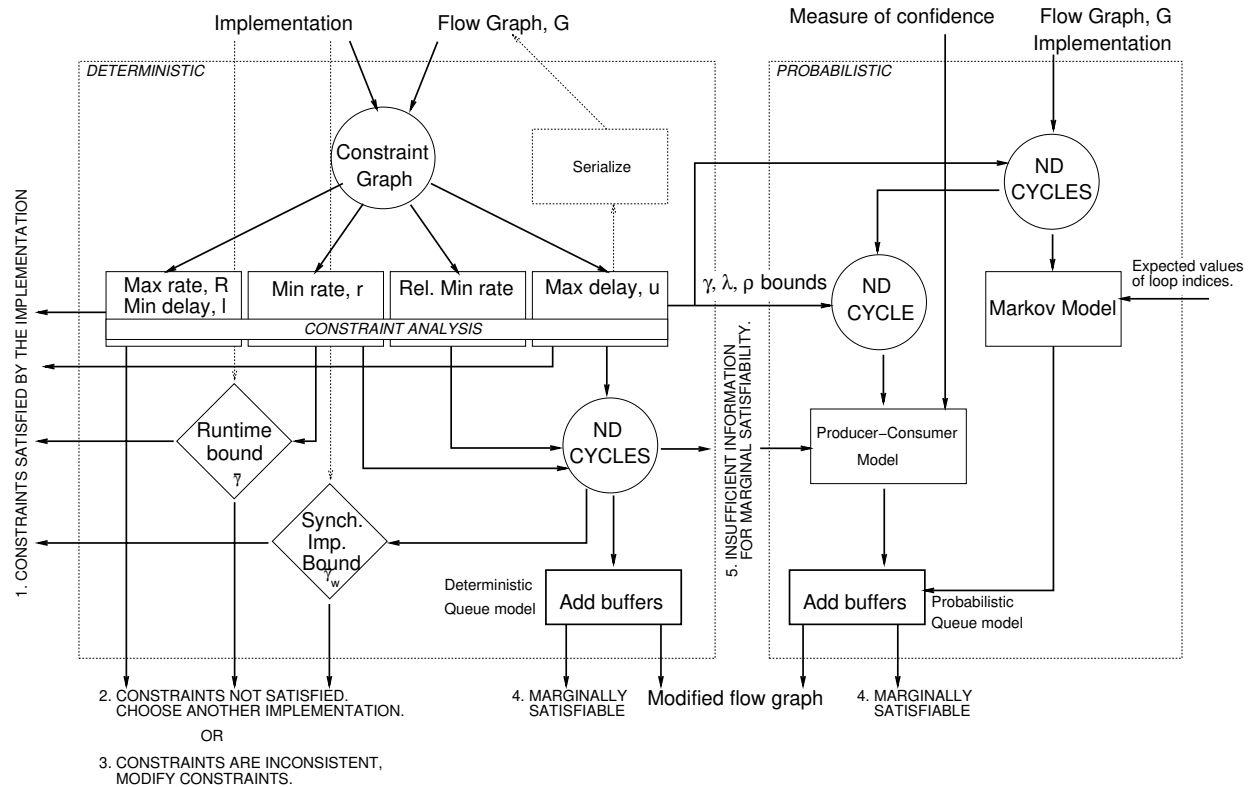 Implementation
Flow Graph, G
Measure of confidence
Flow Graph, G
Implementation
DETERMINISTIC
PROBABILISTIC
Constraint
Graph
Serialize
ND
CYCLES
1. CONSTRAINTS SATISFIED BY THE IMPLEMENTATION
Max rate, R
Min delay, l
Min rate, r
Rel. Min rate
Max delay, u
CONSTRAINT ANALYSIS
γ, λ, ρ bounds
ND
CYCLE
Markov Model
Expected values
of loop indices.
Runtime
bound
γ̄
ND
CYCLES
5. INSUFFICIENT INFORMATION
FOR MARGINAL SATISFIABILITY.
Producer−Consumer
Model
Synch.
Imp.
Bound
γ̄w
Deterministic
Queue model
Add buffers
Add buffers
Probabilistic
Queue model
2. CONSTRAINTS NOT SATISFIED.
CHOOSE ANOTHER IMPLEMENTATION.
OR
3. CONSTRAINTS ARE INCONSISTENT,
MODIFY CONSTRAINTS.
4. MARGINALLY
SATISFIABLE
Modified flow graph
4. MARGINALLY
SATISFIABLE